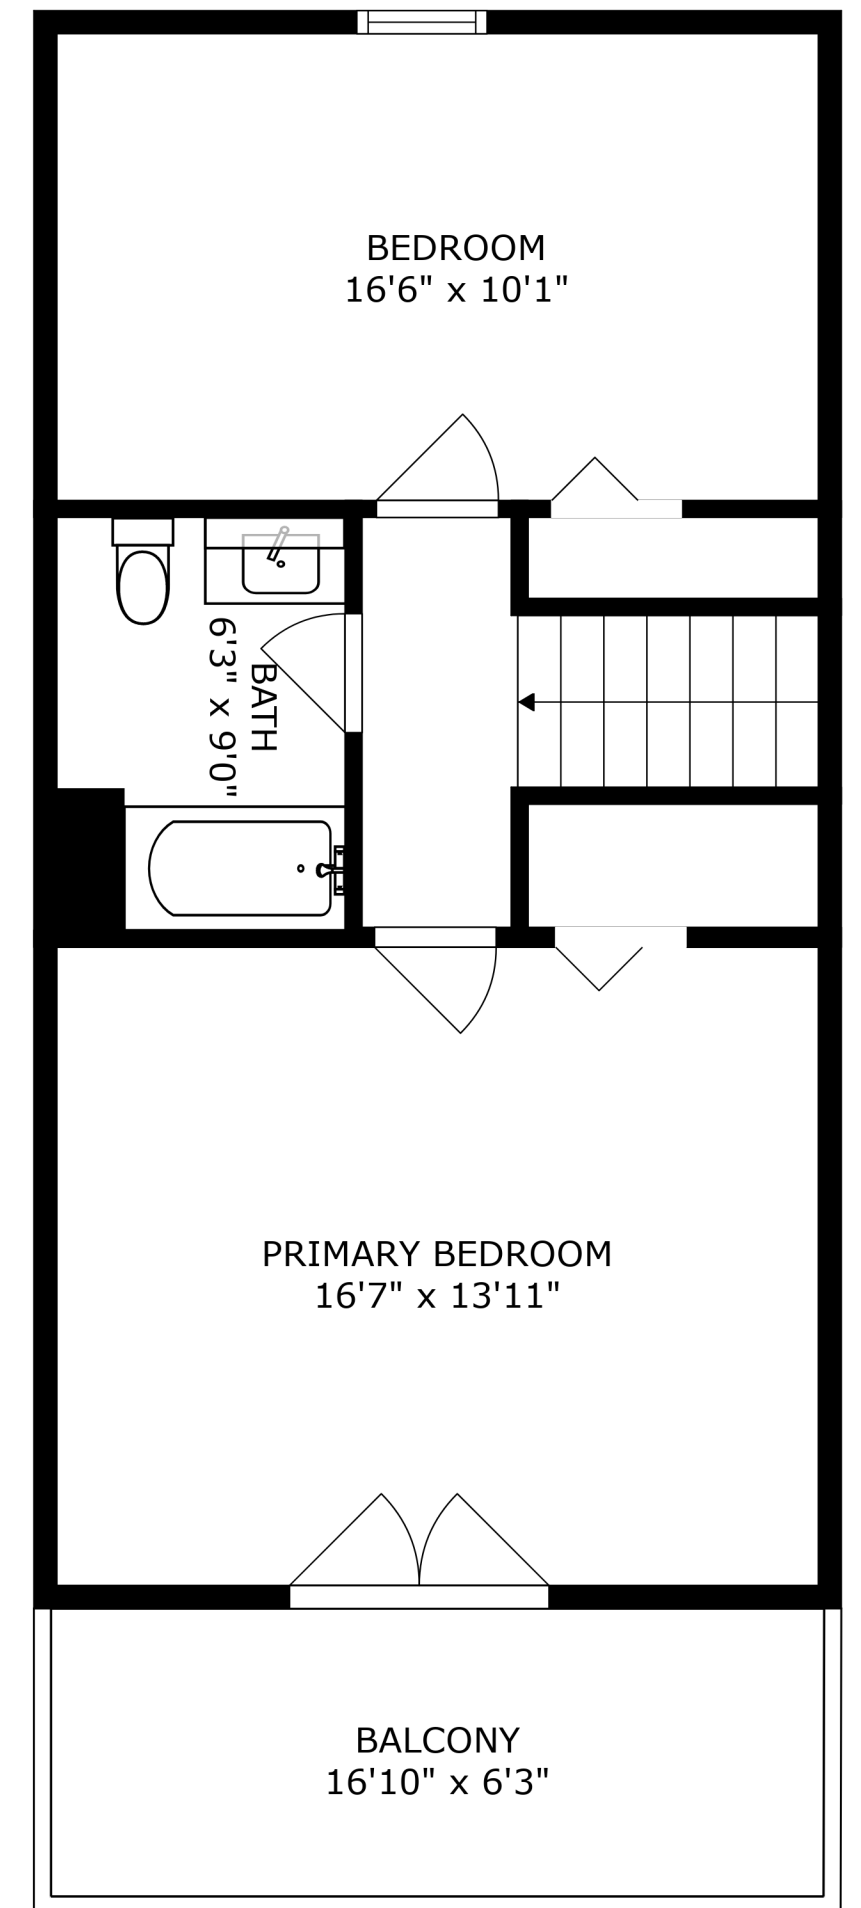 BEDROOM
16'6" x 10'1"
BATH
6'3" x 9'0"
PRIMARY BEDROOM
16'7" x 13'11"
BALCONY
16'10" x 6'3"